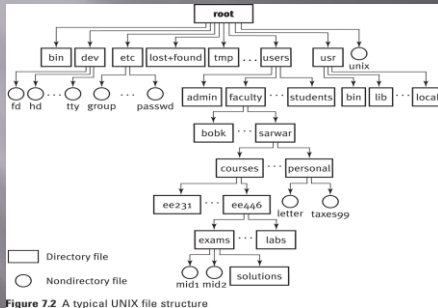 root
bin dev etc lost+found tmp ... users usr unix
fd hd ... tty group ... passwd admin faculty ... students bin lib ... local
bobk ... sarwar
courses ... personal
ee231 ... ee446 letter taxes99
exams ... labs
mid1 mid2 solutions
Directory file
Nondirectory file
Figure 7.2 A typical UNIX file structure